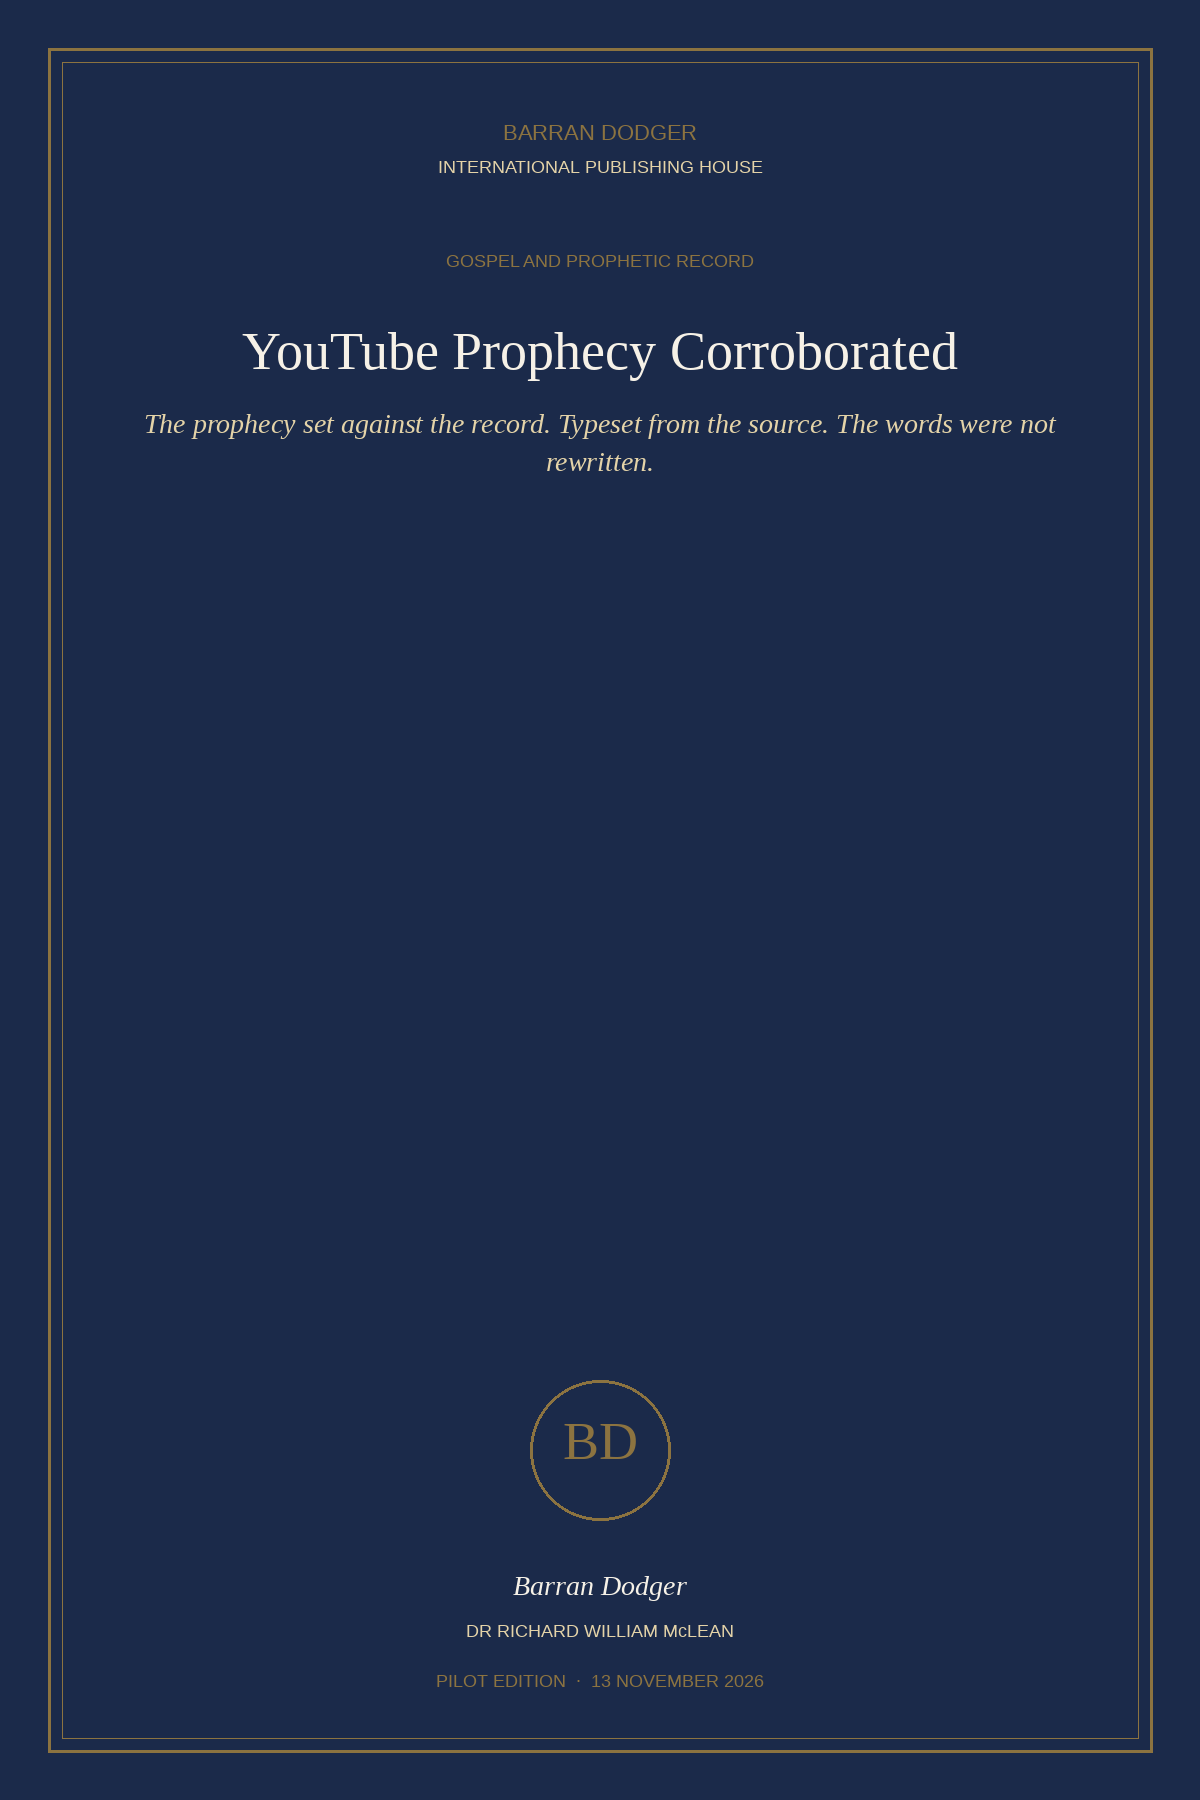 BARRAN DODGER
INTERNATIONAL PUBLISHING HOUSE
GOSPEL AND PROPHETIC RECORD
YouTube Prophecy Corroborated
The prophecy set against the record. Typeset from the source. The words were not
rewritten.
BD
Barran Dodger
DR RICHARD WILLIAM McLEAN
PILOT EDITION · 13 NOVEMBER 2026